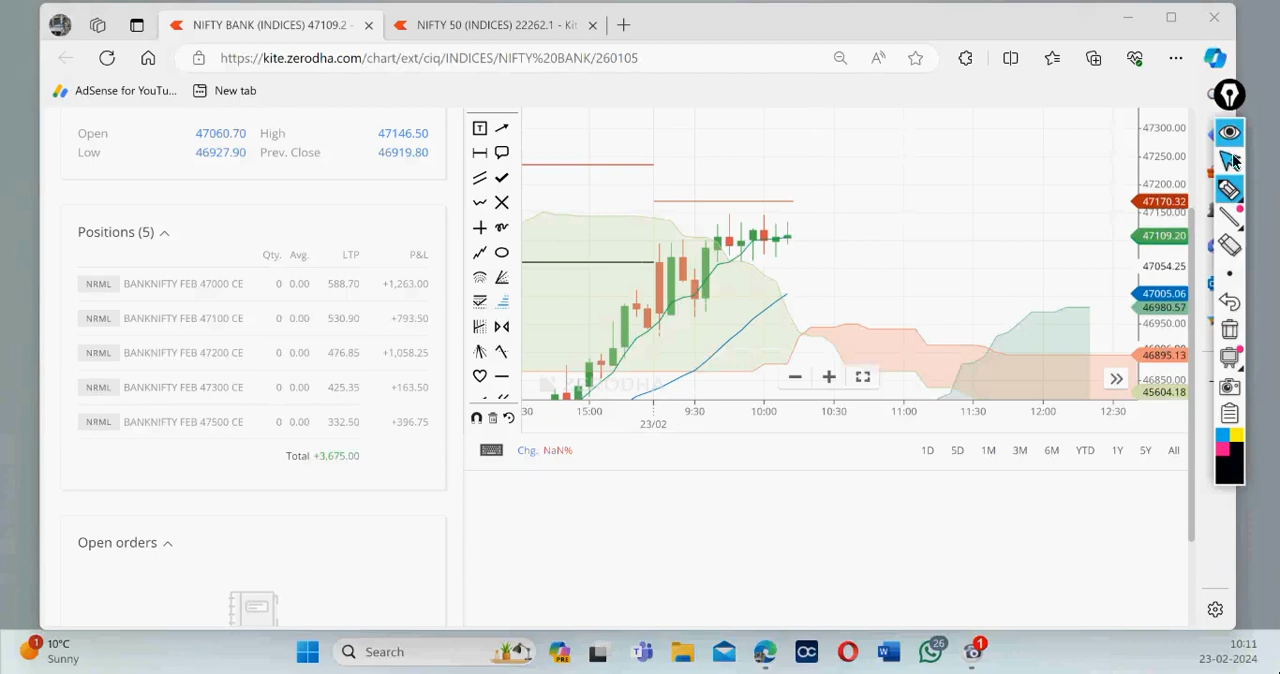 NIFTY BANK (INDICES) 47109.2 -
NIFTY 50 (INDICES) 22262.1 - Kit
https://kite.zerodha.com/chart/ext/ciq/INDICES/NIFTY%20BANK/260105
AdSense for YouTu...
New tab
Open 47060.70 High 47146.50
Low 46927.90 Prev. Close 46919.80
Positions (5)
Qty. Avg. LTP P&L
NRML BANKNIFTY FEB 47000 CE 0 0.00 588.70 +1,263.00
NRML BANKNIFTY FEB 47100 CE 0 0.00 530.90 +793.50
NRML BANKNIFTY FEB 47200 CE 0 0.00 476.85 +1,058.25
NRML BANKNIFTY FEB 47300 CE 0 0.00 425.35 +163.50
NRML BANKNIFTY FEB 47500 CE 0 0.00 332.50 +396.75
Total +3,675.00
Open orders
47300.00
47250.00
47200.00
47170.32
47150.00
47109.20
47054.25
47005.06
46980.57
46950.00
46895.13
46850.00
45604.18
ZERODHA
:30 15:00 9:30 10:00 10:30 11:00 11:30 12:00 12:30
23/02
Chg. NaN%
1D 5D 1M 3M 6M YTD 1Y 5Y All
1
10°C
Sunny
Search
PRE
26
1
10:11
23-02-2024